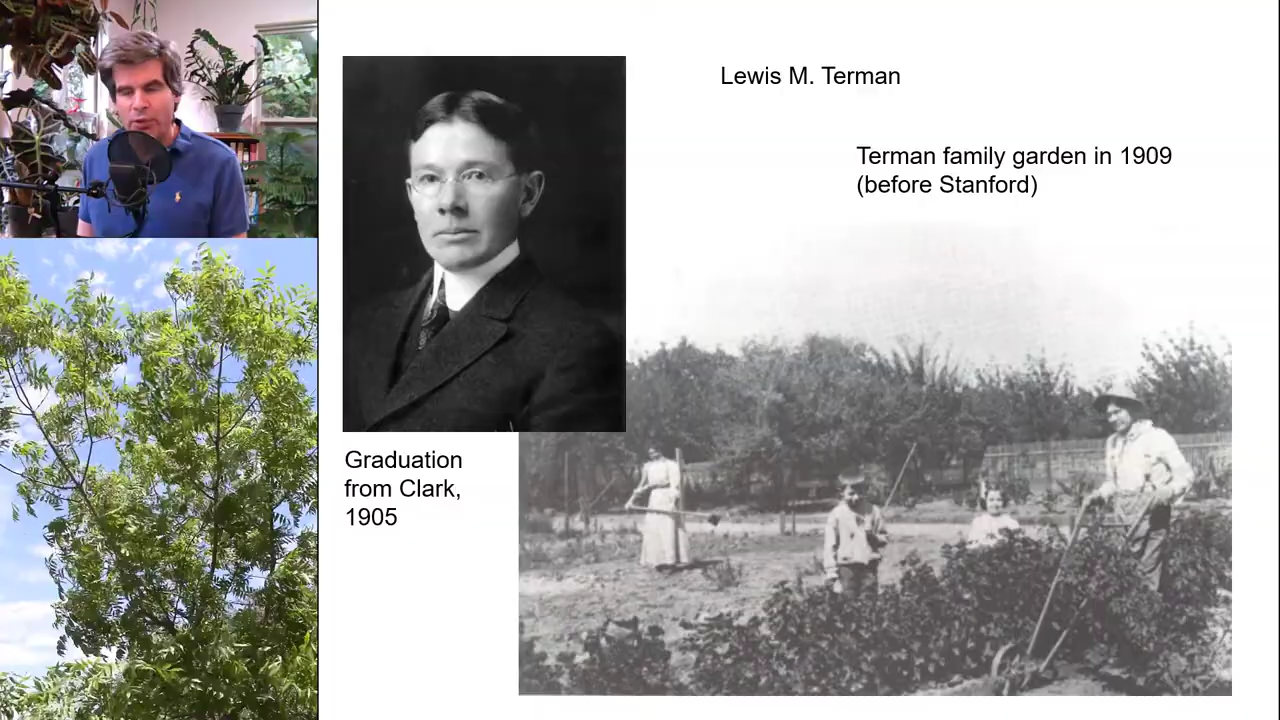 Lewis M. Terman
Terman family garden in 1909
(before Stanford)
Graduation
from Clark,
1905